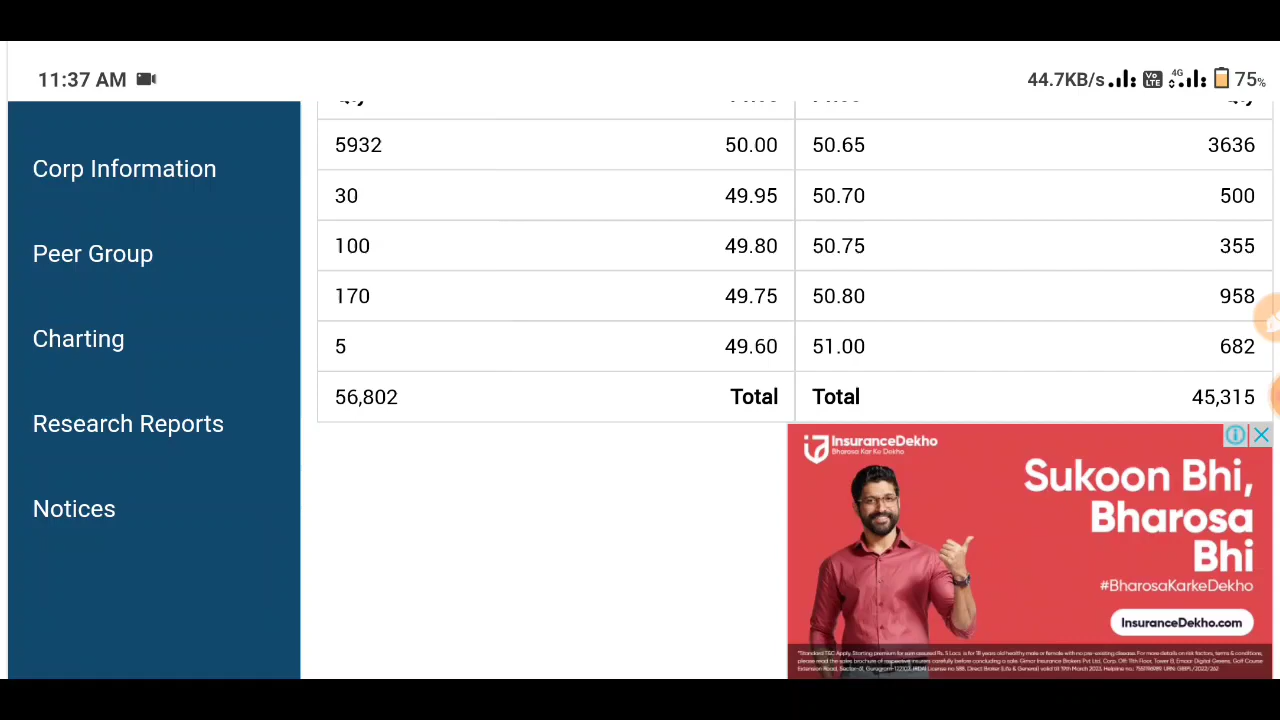 11:37 AM 44.7KB/s Vo LTE 4G 75%
Corp Information
Peer Group
Charting
Research Reports
Notices
5932 50.00 50.65 3636
30 49.95 50.70 500
100 49.80 50.75 355
170 49.75 50.80 958
5 49.60 51.00 682
56,802 Total Total 45,315
InsuranceDekho
Bharosa Kar Ke Dekho
Sukoon Bhi,
Bharosa
Bhi
#BharosaKarkeDekho
InsuranceDekho.com